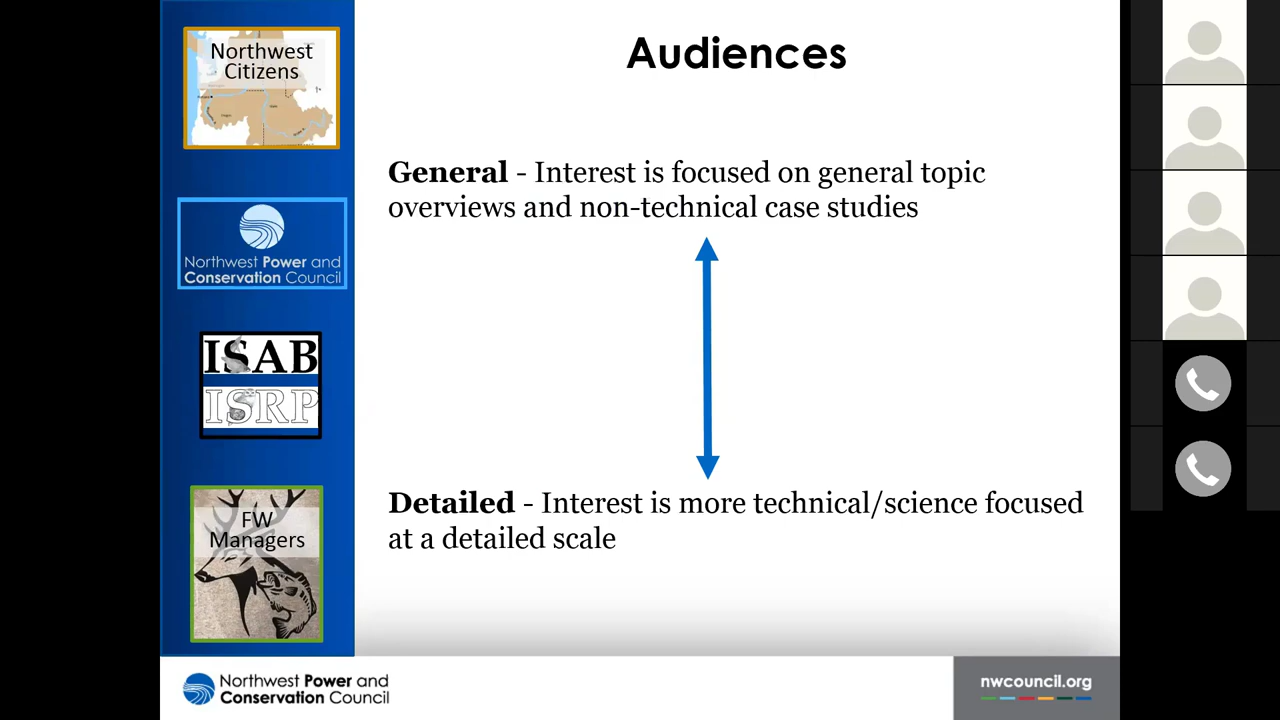 Audiences
Northwest
Citizens
General - Interest is focused on general topic
overviews and non-technical case studies
Northwest Power and
Conservation Council
ISAB
ISRP
Detailed - Interest is more technical/science focused
at a detailed scale
FW
Managers
Northwest Power and
Conservation Council
nwcouncil.org